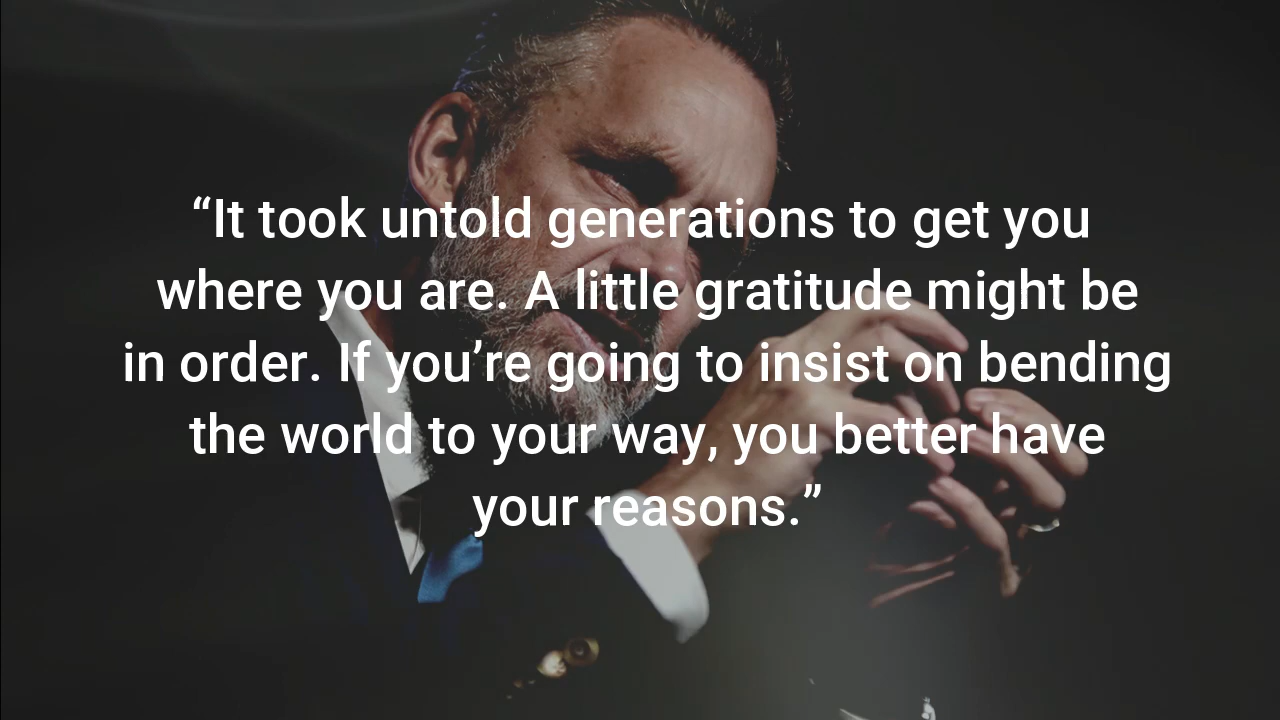 “It took untold generations to get you
where you are. A little gratitude might be
in order. If you’re going to insist on bending
the world to your way, you better have
your reasons.”